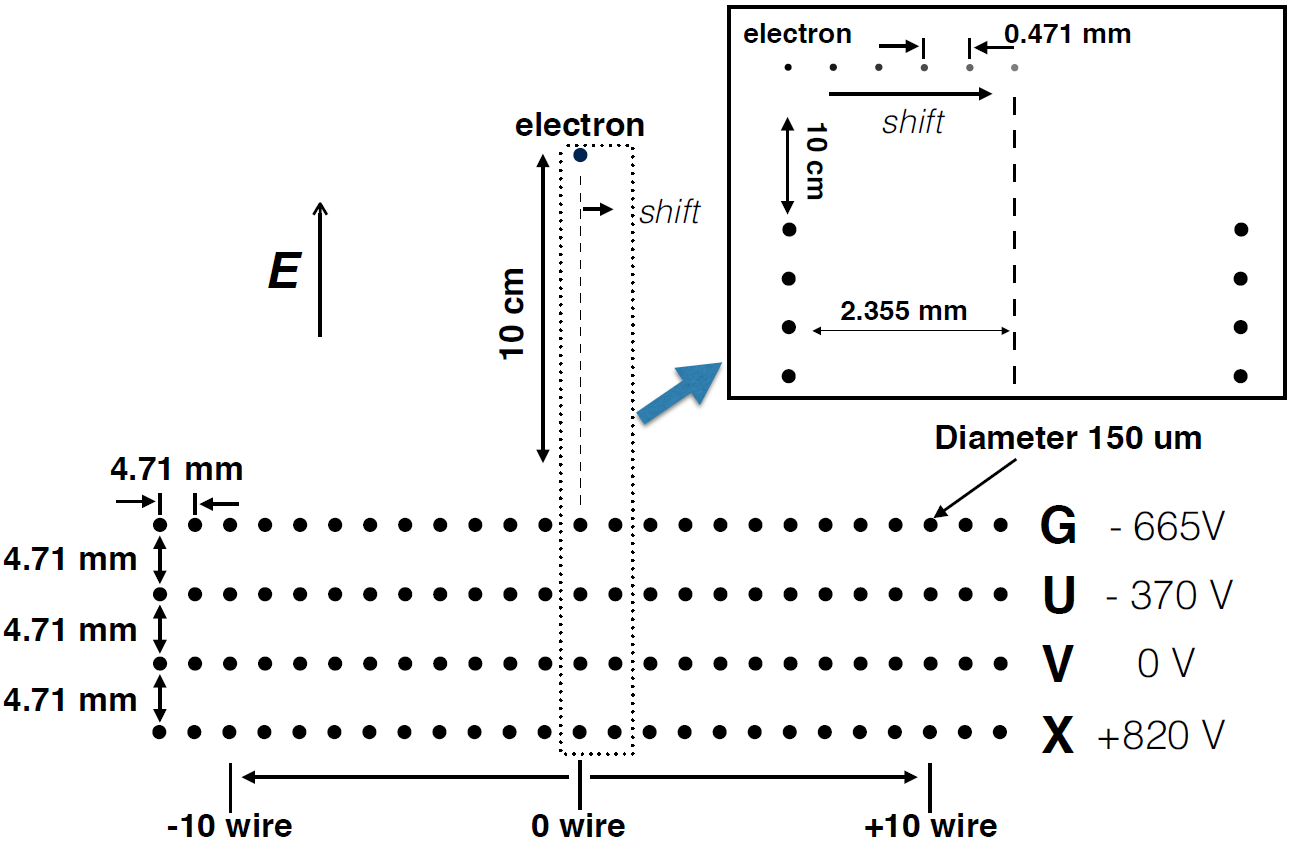 electron
0.471 mm
shift
10 cm
2.355 mm
electron
shift
E
10 cm
Diameter 150 um
4.71 mm
G - 665V
4.71 mm
U - 370 V
4.71 mm
V 0 V
4.71 mm
X +820 V
-10 wire
0 wire
+10 wire